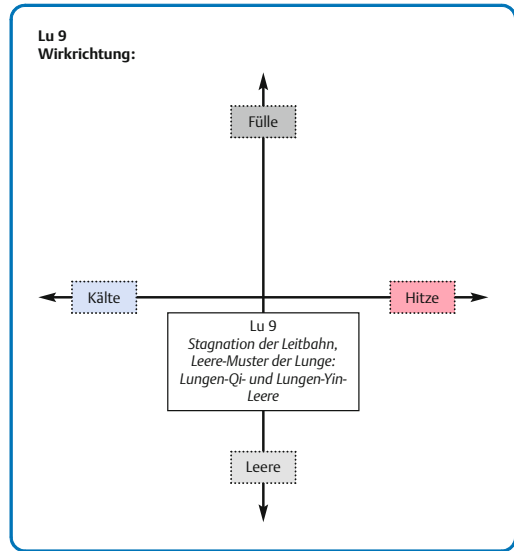 Lu 9
Wirkrichtung:
Fülle
Kälte
Hitze
Lu 9
Stagnation der Leitbahn,
Leere-Muster der Lunge:
Lungen-Qi- und Lungen-Yin-
Leere
Leere